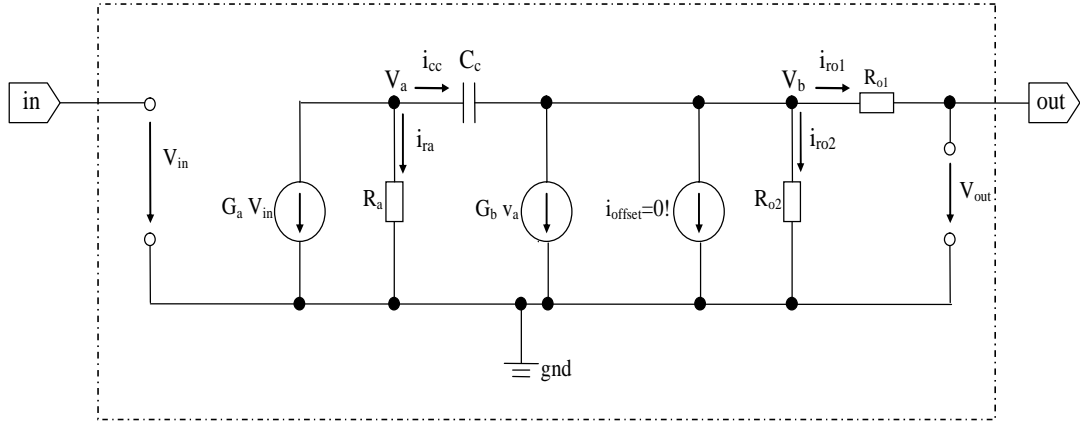 in
V_in
G_a V_in
V_a
i_cc
C_c
i_ra
R_a
G_b v_a
i_offset=0!
V_b
i_ro1
R_o1
i_ro2
R_o2
V_out
out
gnd